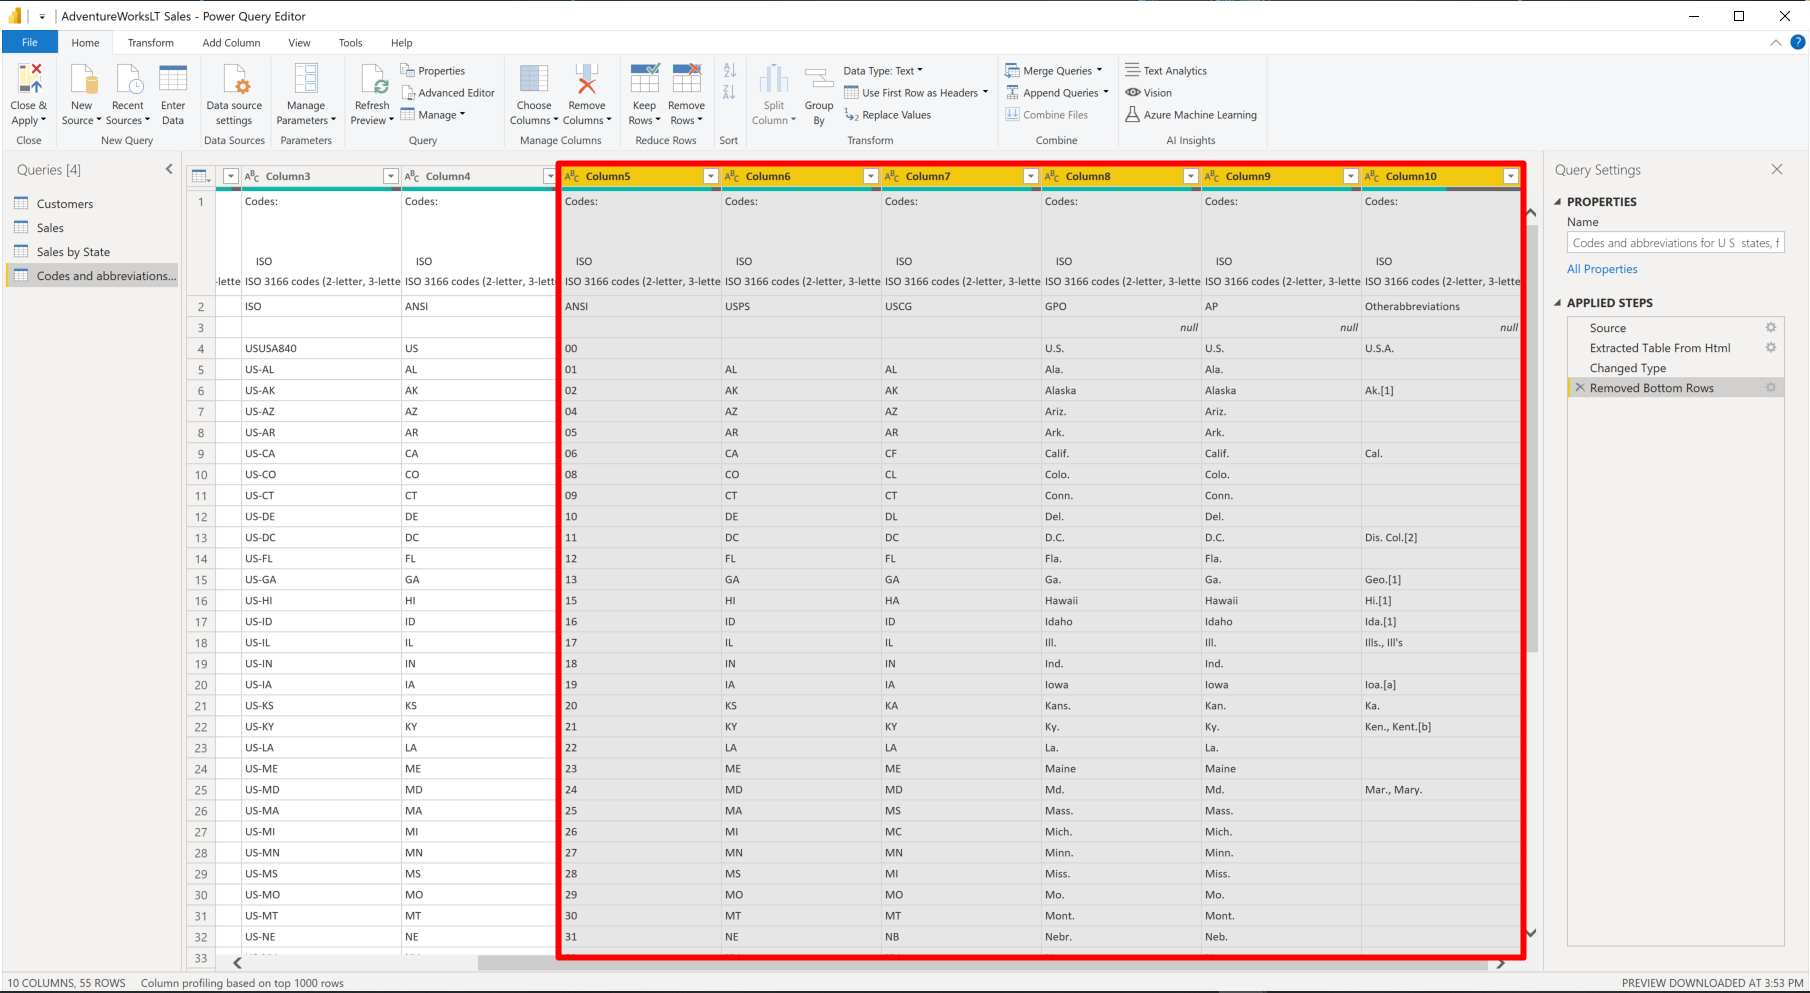 AdventureWorksLT Sales - Power Query Editor
File Home Transform Add Column View Tools Help
Close & Apply
New Source
Recent Sources
Enter Data
Data source settings
Manage Parameters
Refresh Preview
Properties
Advanced Editor
Manage
Choose Columns
Remove Columns
Keep Rows
Remove Rows
Split Column
Group By
Data Type: Text
Use First Row as Headers
Replace Values
Merge Queries
Append Queries
Combine Files
Text Analytics
Vision
Azure Machine Learning
Close New Query Data Sources Parameters Query Manage Columns Reduce Rows Sort Transform Combine AI Insights
Queries [4]
Customers
Sales
Sales by State
Codes and abbreviations...
Column3 Column4 Column5 Column6 Column7 Column8 Column9 Column10
1 Codes: Codes: Codes: Codes: Codes: Codes: Codes: Codes:
ISO ISO ISO ISO ISO ISO ISO ISO
-lette ISO 3166 codes (2-letter, 3-lette ISO 3166 codes (2-letter, 3-lette ISO 3166 codes (2-letter, 3-lette ISO 3166 codes (2-letter, 3-lette ISO 3166 codes (2-letter, 3-lette ISO 3166 codes (2-letter, 3-lette ISO 3166 codes (2-letter, 3-lette ISO 3166 codes (2-letter, 3-lette
2 ISO ANSI ANSI USPS USCG GPO AP Otherabbreviations
3 null null null
4 USUSA840 US 00 U.S. U.S. U.S.A.
5 US-AL AL 01 AL AL Ala. Ala.
6 US-AK AK 02 AK AK Alaska Alaska Ak.[1]
7 US-AZ AZ 04 AZ AZ Ariz. Ariz.
8 US-AR AR 05 AR AR Ark. Ark.
9 US-CA CA 06 CA CF Calif. Calif. Cal.
10 US-CO CO 08 CO CL Colo. Colo.
11 US-CT CT 09 CT CT Conn. Conn.
12 US-DE DE 10 DE DL Del. Del.
13 US-DC DC 11 DC DC D.C. D.C. Dis. Col.[2]
14 US-FL FL 12 FL FL Fla. Fla.
15 US-GA GA 13 GA GA Ga. Ga. Geo.[1]
16 US-HI HI 15 HI HA Hawaii Hawaii Hi.[1]
17 US-ID ID 16 ID ID Idaho Idaho Ida.[1]
18 US-IL IL 17 IL IL Ill. Ill. Ills., Ill's
19 US-IN IN 18 IN IN Ind. Ind.
20 US-IA IA 19 IA IA Iowa Iowa Ioa.[a]
21 US-KS KS 20 KS KA Kans. Kan. Ka.
22 US-KY KY 21 KY KY Ky. Ky. Ken., Kent.[b]
23 US-LA LA 22 LA LA La. La.
24 US-ME ME 23 ME ME Maine Maine
25 US-MD MD 24 MD MD Md. Md. Mar., Mary.
26 US-MA MA 25 MA MS Mass. Mass.
27 US-MI MI 26 MI MC Mich. Mich.
28 US-MN MN 27 MN MN Minn. Minn.
29 US-MS MS 28 MS MI Miss. Miss.
30 US-MO MO 29 MO MO Mo. Mo.
31 US-MT MT 30 MT MT Mont. Mont.
32 US-NE NE 31 NE NB Nebr. Neb.
33
Query Settings
PROPERTIES
Name
Codes and abbreviations for U S states, f
All Properties
APPLIED STEPS
Source
Extracted Table From Html
Changed Type
Removed Bottom Rows
10 COLUMNS, 55 ROWS Column profiling based on top 1000 rows
PREVIEW DOWNLOADED AT 3:53 PM